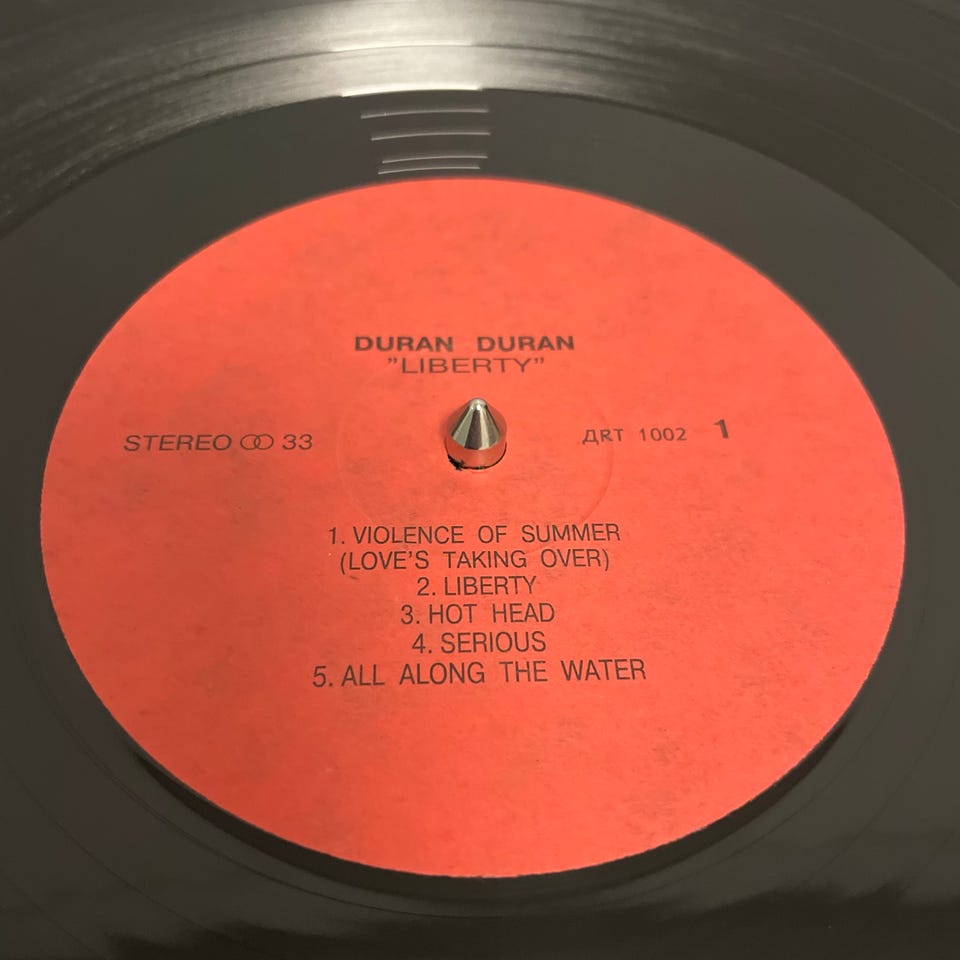 DURAN DURAN
”LIBERTY”
STEREO 33
ДRT 1002 1
1. VIOLENCE OF SUMMER
(LOVE'S TAKING OVER)
2. LIBERTY
3. HOT HEAD
4. SERIOUS
5. ALL ALONG THE WATER